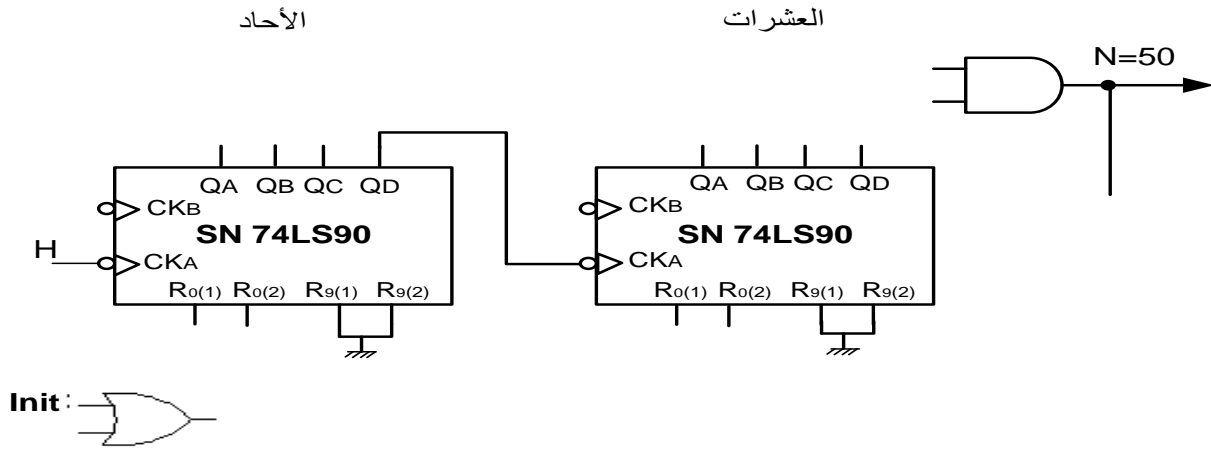 الأحاد العشرات
N=50
QA QB QC QD QA QB QC QD
CKB CKB
SN 74LS90 SN 74LS90
H CKA CKA
R0(1) R0(2) R9(1) R9(2) R0(1) R0(2) R9(1) R9(2)
Init :